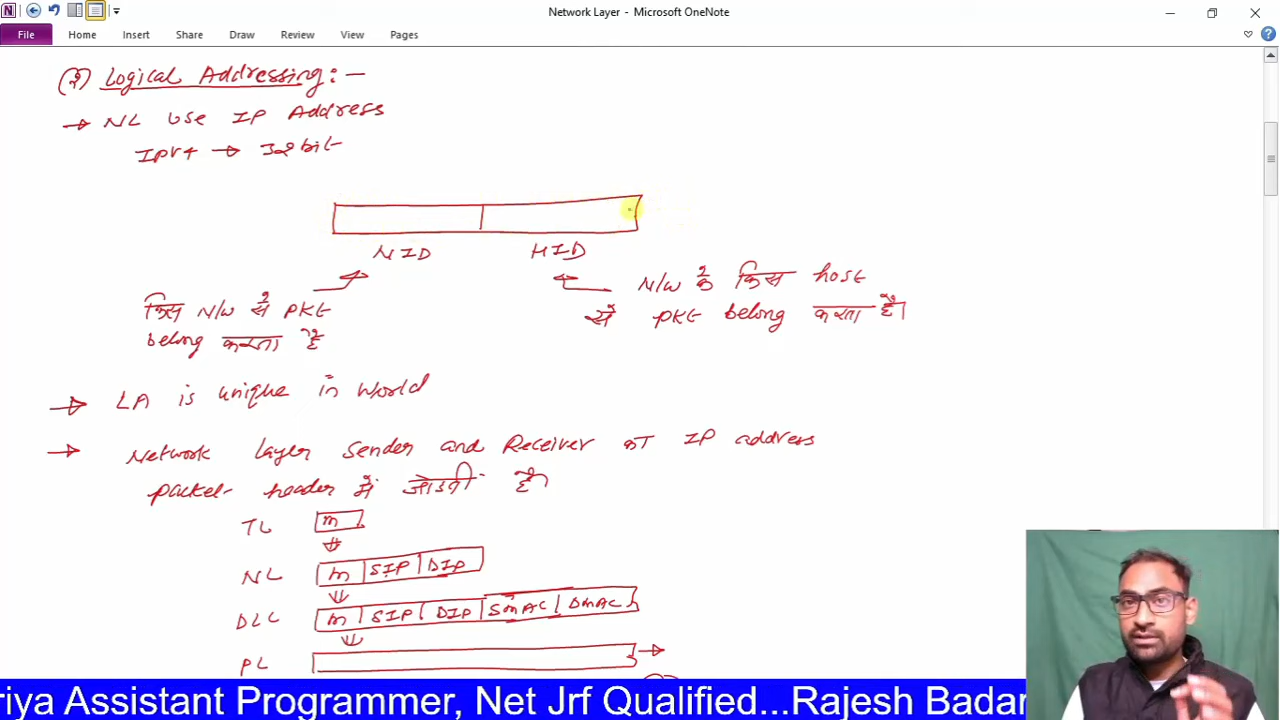 Network Layer - Microsoft OneNote
File Home Insert Share Draw Review View Pages
(2) Logical Addressing :-
→ NL use IP Address
IPv4 → 32 bit
NID HID
किस N/W से PKt
belong करता है
N/W के किस host
से pkt belong करता है।
→ LA is unique in World
→ Network layer Sender and Receiver का IP address
packet header में जोडती है
TL m
NL m SIP DIP
DLL m SIP DIP SMAC DMAC
PL
riya Assistant Programmer, Net Jrf Qualified...Rajesh Badar